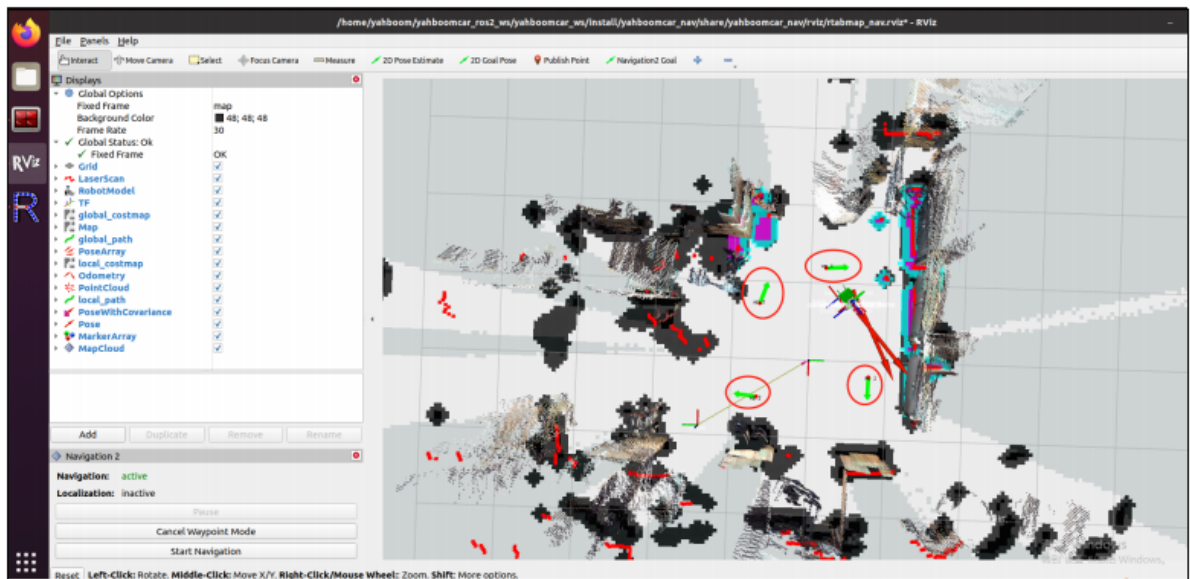 /home/yahboom/yahboomcar_ros2_ws/yahboomcar_ws/install/yahboomcar_nav/share/yahboomcar_nav/rviz/rtabmap_nav.rviz* - RViz
File Panels Help
Interact Move Camera Select Focus Camera Measure 2D Pose Estimate 2D Goal Pose Publish Point Navigation2 Goal
Displays
Global Options
Fixed Frame map
Background Color 48; 48; 48
Frame Rate 30
Global Status: Ok
Fixed Frame OK
Grid
LaserScan
RobotModel
TF
global_costmap
Map
global_path
PoseArray
local_costmap
Odometry
PointCloud
local_path
PoseWithCovariance
Pose
MarkerArray
MapCloud
RViz
Add Duplicate Remove Rename
Navigation 2
Navigation: active
Localization: inactive
Pause
Cancel Waypoint Mode
Start Navigation
Reset Left-Click: Rotate. Middle-Click: Move X/Y. Right-Click/Mouse Wheel: Zoom. Shift: More options.